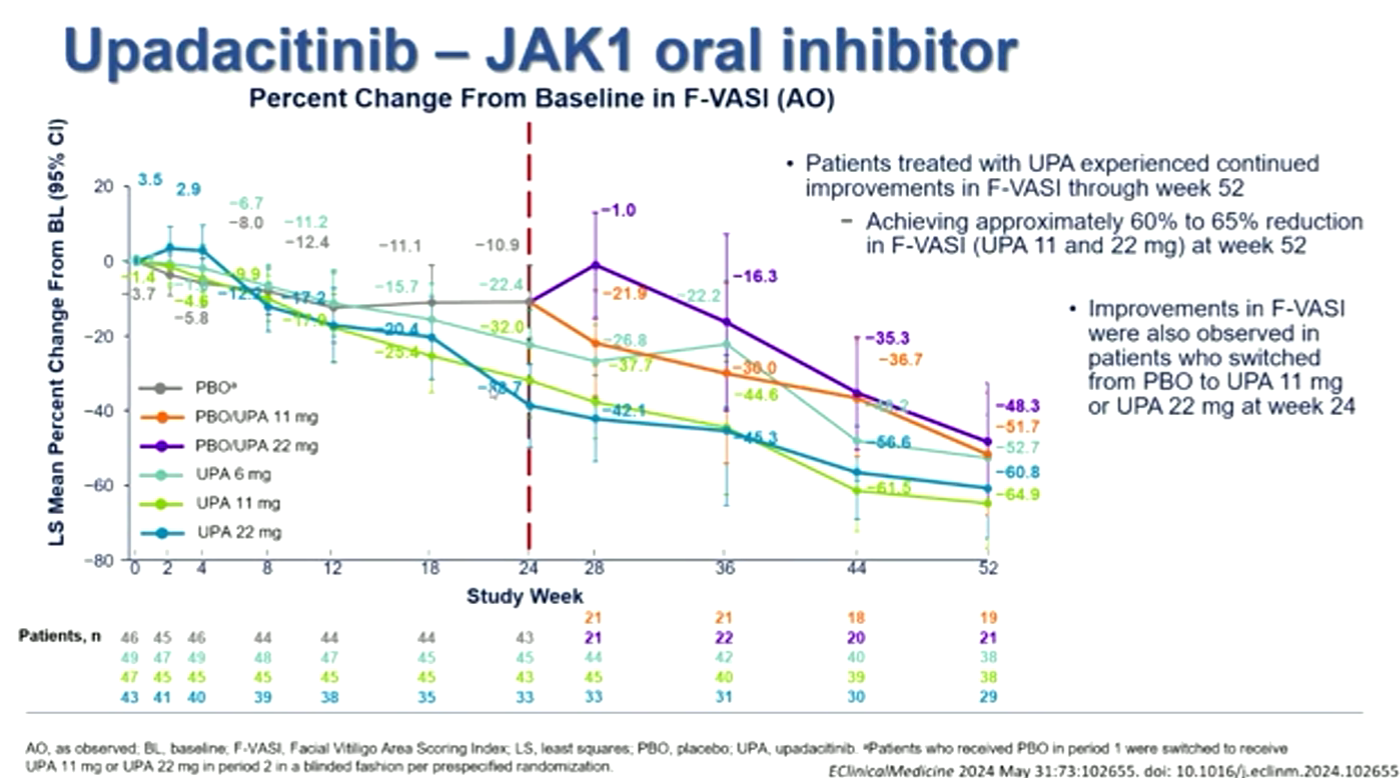 Upadacitinib – JAK1 oral inhibitor
Percent Change From Baseline in F-VASI (AO)
LS Mean Percent Change From BL (95% CI)
20
0
−20
−40
−60
−80
3.5
2.9
−6.7
−8.0
−11.2
−12.4
−11.1
−10.9
−1.4
−3.7
−4.6
−5.8
−9.9
−17.2
−15.7
−20.4
−25.4
−22.4
−32.0
−1.0
−21.9
−26.8
−37.7
−42.1
−16.3
−22.2
−30.0
−44.6
−45.3
−35.3
−36.7
−56.6
−61.5
−48.3
−51.7
−52.7
−60.8
−64.9
PBOᵃ
PBO/UPA 11 mg
PBO/UPA 22 mg
UPA 6 mg
UPA 11 mg
UPA 22 mg
0 2 4 8 12 18 24 28 36 44 52
Study Week
21 21 18 19
Patients, n 46 45 46 44 44 44 43 21 22 20 21
49 47 49 48 47 45 45 44 42 40 38
47 45 45 45 45 45 43 45 40 39 38
43 41 40 39 38 35 33 33 31 30 29
• Patients treated with UPA experienced continued
improvements in F-VASI through week 52
– Achieving approximately 60% to 65% reduction
in F-VASI (UPA 11 and 22 mg) at week 52
• Improvements in F-VASI
were also observed in
patients who switched
from PBO to UPA 11 mg
or UPA 22 mg at week 24
AO, as observed; BL, baseline; F-VASI, Facial Vitiligo Area Scoring Index; LS, least squares; PBO, placebo; UPA, upadacitinib. ᵃPatients who received PBO in period 1 were switched to receive
UPA 11 mg or UPA 22 mg in period 2 in a blinded fashion per prespecified randomization.
EClinicalMedicine 2024 May 31:73:102655. doi: 10.1016/j.eclinm.2024.102655